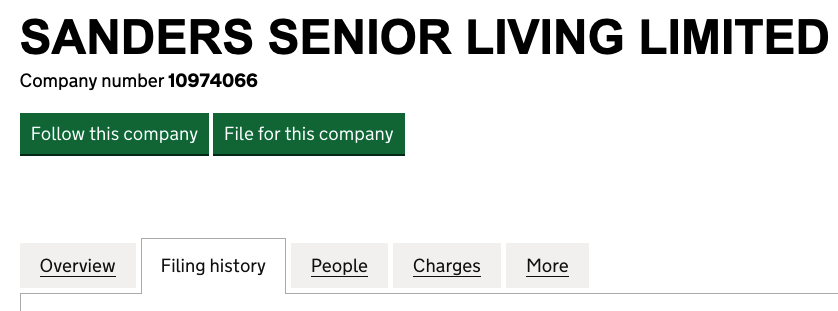 SANDERS SENIOR LIVING LIMITED
Company number 10974066
Follow this company File for this company
Overview Filing history People Charges More